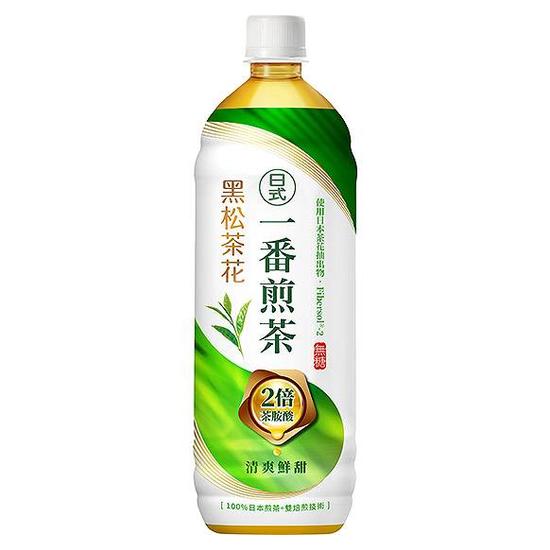 使用日本茶花抽出物・Fibersol®-2
無糖
日式
一番煎茶
黑松茶花
2倍
茶胺酸
清爽鮮甜
[ 100%日本煎茶•雙焙煎技術 ]